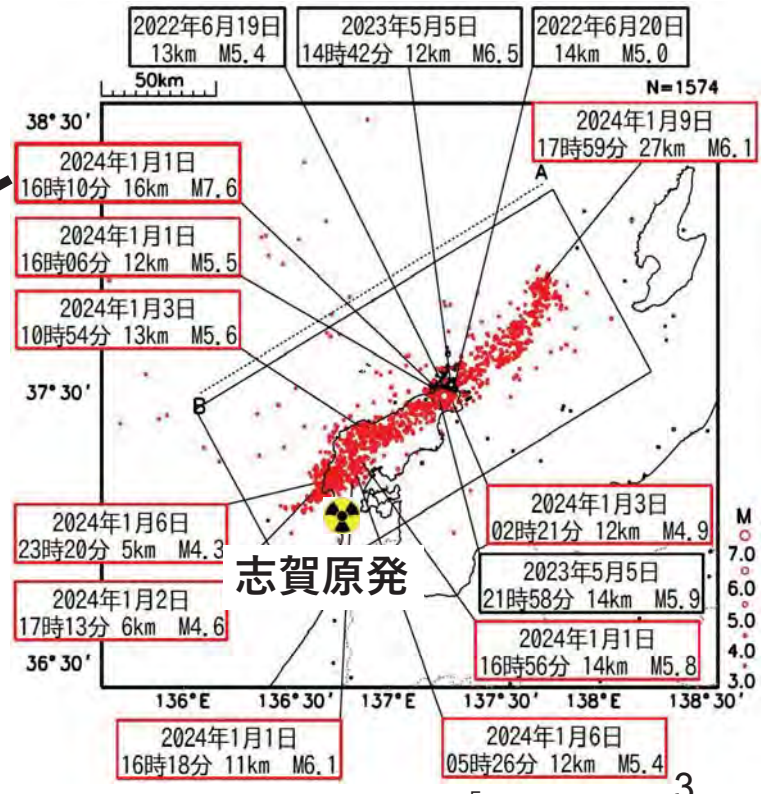 2022年6月19日
13km M5.4
2023年5月5日
14時42分 12km M6.5
2022年6月20日
14km M5.0
50km
N=1574
38°30′
2024年1月9日
17時59分 27km M6.1
2024年1月1日
16時10分 16km M7.6
A
2024年1月1日
16時06分 12km M5.5
2024年1月3日
10時54分 13km M5.6
37°30′
B
2024年1月6日
23時20分 5km M4.3
2024年1月3日
02時21分 12km M4.9
志賀原発
2023年5月5日
21時58分 14km M5.9
2024年1月2日
17時13分 6km M4.6
2024年1月1日
16時56分 14km M5.8
M
7.0
6.0
5.0
4.0
3.0
36°30′
136°E
136°30′
137°E
137°30′
138°E
138°30′
2024年1月1日
16時18分 11km M6.1
2024年1月6日
05時26分 12km M5.4
3